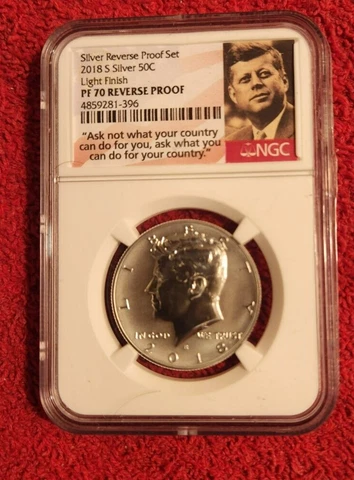 Silver Reverse Proof Set
2018 S Silver 50C
Light Finish
PF 70 REVERSE PROOF
4859281-396
"Ask not what your country
can do for you, ask what you
can do for your country."
NGC
LIBERTY
IN GOD WE TRUST
S
2018